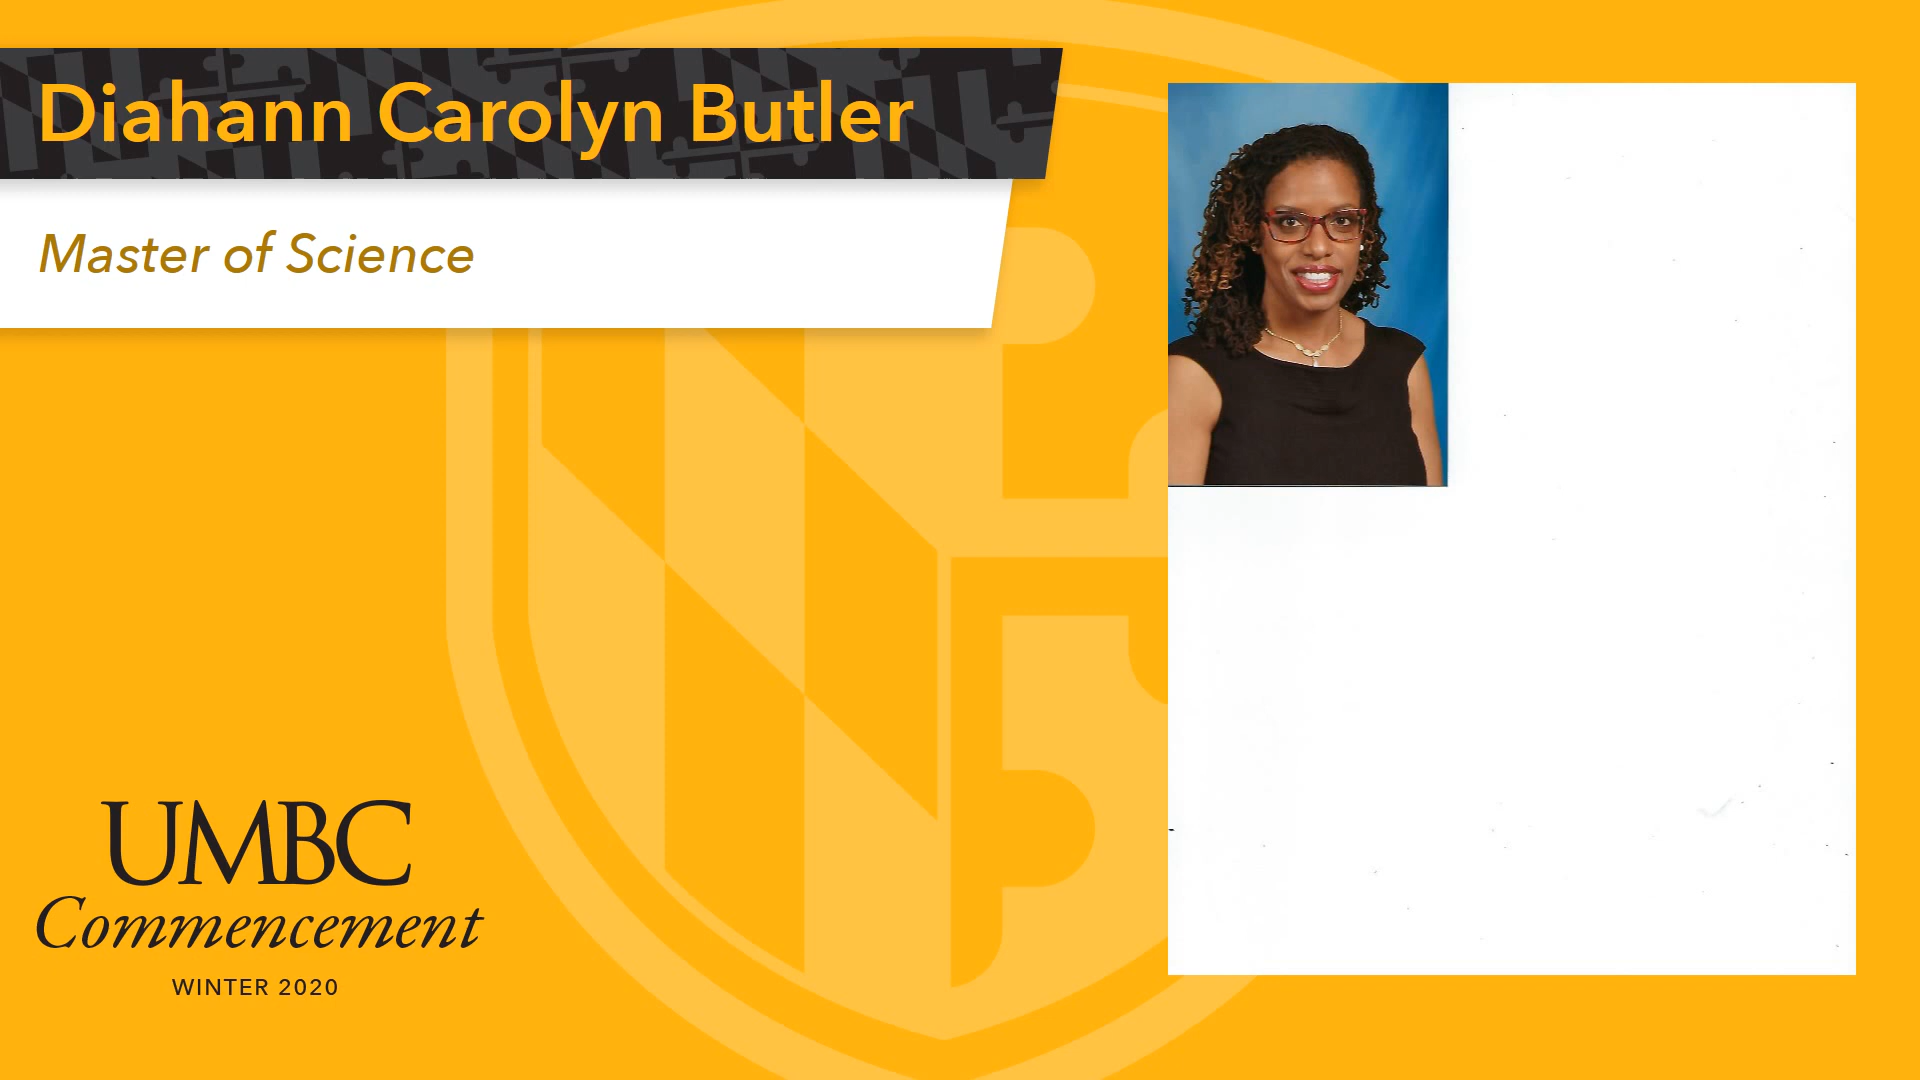 Diahann Carolyn Butler
Master of Science
UMBC
Commencement
WINTER 2020